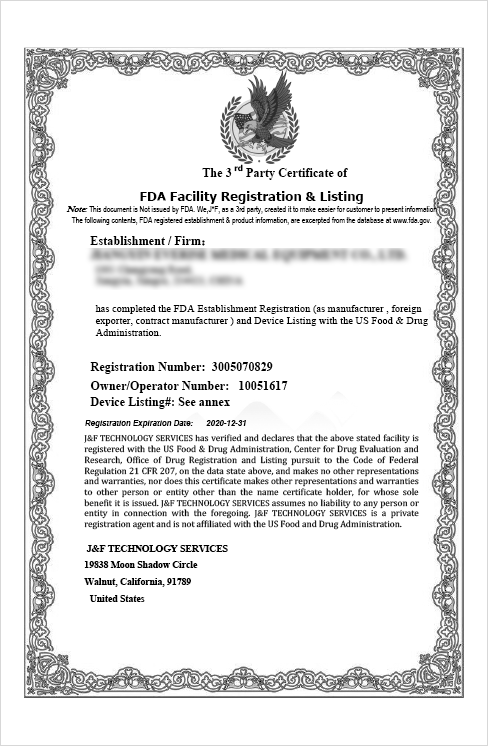 The 3rd Party Certificate of
FDA Facility Registration & Listing
Note: This document is Not issued by FDA. We,J*F, as a 3rd party, created it to make easier for customer to present information
The following contents, FDA registered establishment & product information, are excerpted from the database at www.fda.gov.
Establishment / Firm:
has completed the FDA Establishment Registration (as manufacturer , foreign
exporter, contract manufacturer ) and Device Listing with the US Food & Drug
Administration.
Registration Number: 3005070829
Owner/Operator Number: 10051617
Device Listing#: See annex
Registration Expiration Date: 2020-12-31
J&F TECHNOLOGY SERVICES has verified and declares that the above stated facility is
registered with the US Food & Drug Administration, Center for Drug Evaluation and
Research, Office of Drug Registration and Listing pursuant to the Code of Federal
Regulation 21 CFR 207, on the data state above, and makes no other representations
and warranties, nor does this certificate makes other representations and warranties
to other person or entity other than the name certificate holder, for whose sole
benefit it is issued. J&F TECHNOLOGY SERVICES assumes no liability to any person or
entity in connection with the foregoing. J&F TECHNOLOGY SERVICES is a private
registration agent and is not affiliated with the US Food and Drug Administration.
J&F TECHNOLOGY SERVICES
19838 Moon Shadow Circle
Walnut, California, 91789
United States